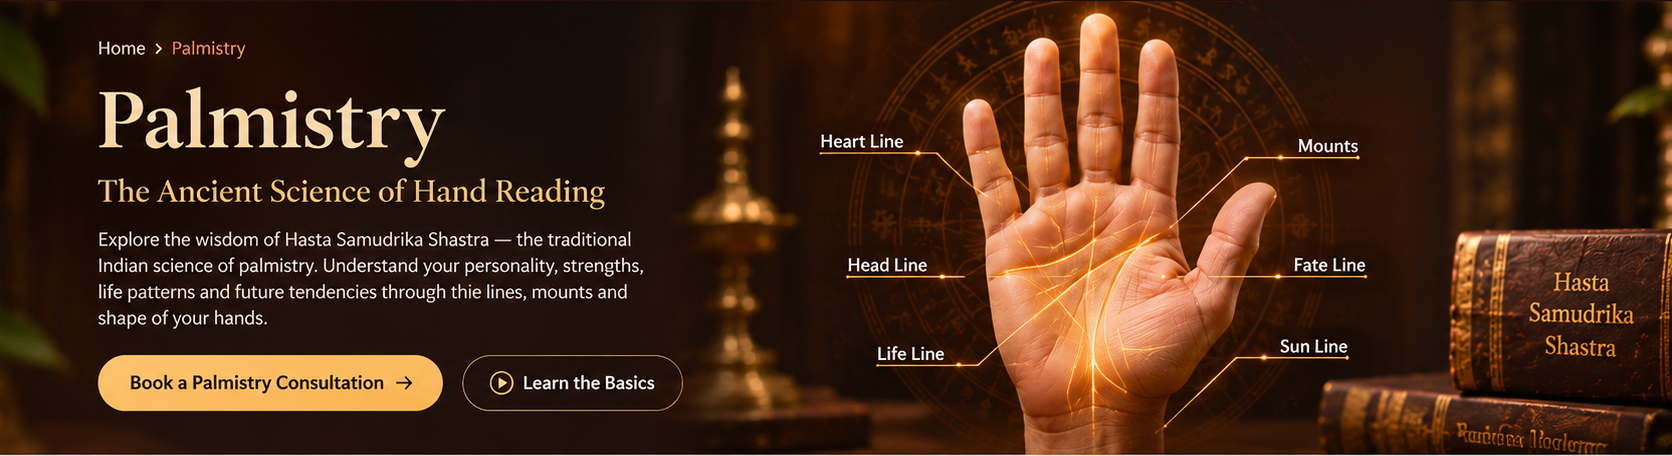 Home > Palmistry
Palmistry
The Ancient Science of Hand Reading
Explore the wisdom of Hasta Samudrika Shastra — the traditional
Indian science of palmistry. Understand your personality, strengths,
life patterns and future tendencies through thie lines, mounts and
shape of your hands.
Book a Palmistry Consultation →
Learn the Basics
Heart Line
Head Line
Life Line
Mounts
Fate Line
Sun Line
Hasta
Samudrika
Shastra